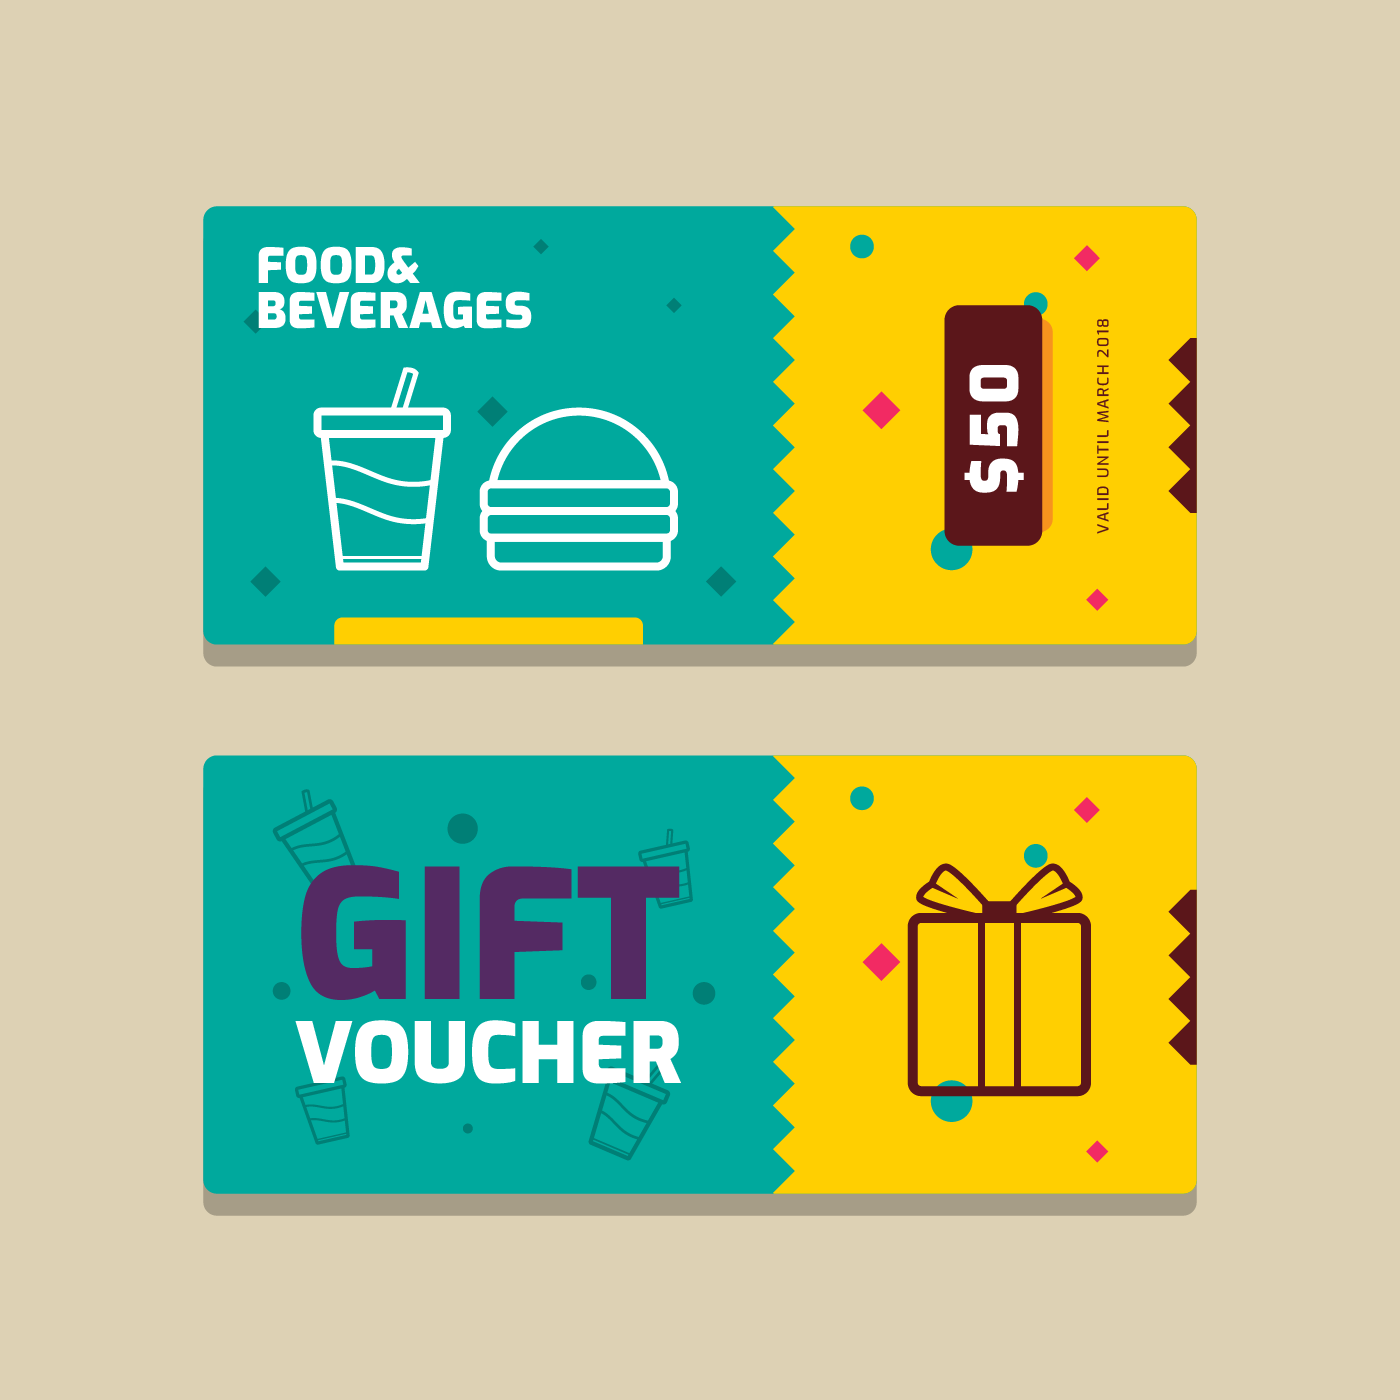 FOOD&
BEVERAGES
$50
VALID UNTIL MARCH 2018
GIFT
VOUCHER